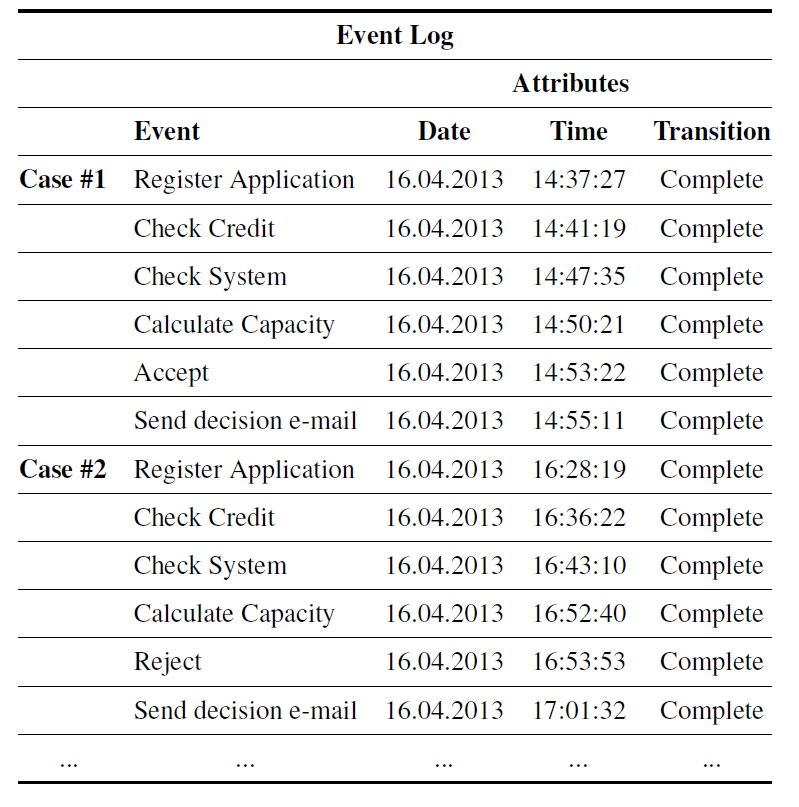 Event Log
Attributes
Event Date Time Transition
Case #1 Register Application 16.04.2013 14:37:27 Complete
Check Credit 16.04.2013 14:41:19 Complete
Check System 16.04.2013 14:47:35 Complete
Calculate Capacity 16.04.2013 14:50:21 Complete
Accept 16.04.2013 14:53:22 Complete
Send decision e-mail 16.04.2013 14:55:11 Complete
Case #2 Register Application 16.04.2013 16:28:19 Complete
Check Credit 16.04.2013 16:36:22 Complete
Check System 16.04.2013 16:43:10 Complete
Calculate Capacity 16.04.2013 16:52:40 Complete
Reject 16.04.2013 16:53:53 Complete
Send decision e-mail 16.04.2013 17:01:32 Complete
... ... ... ... ...